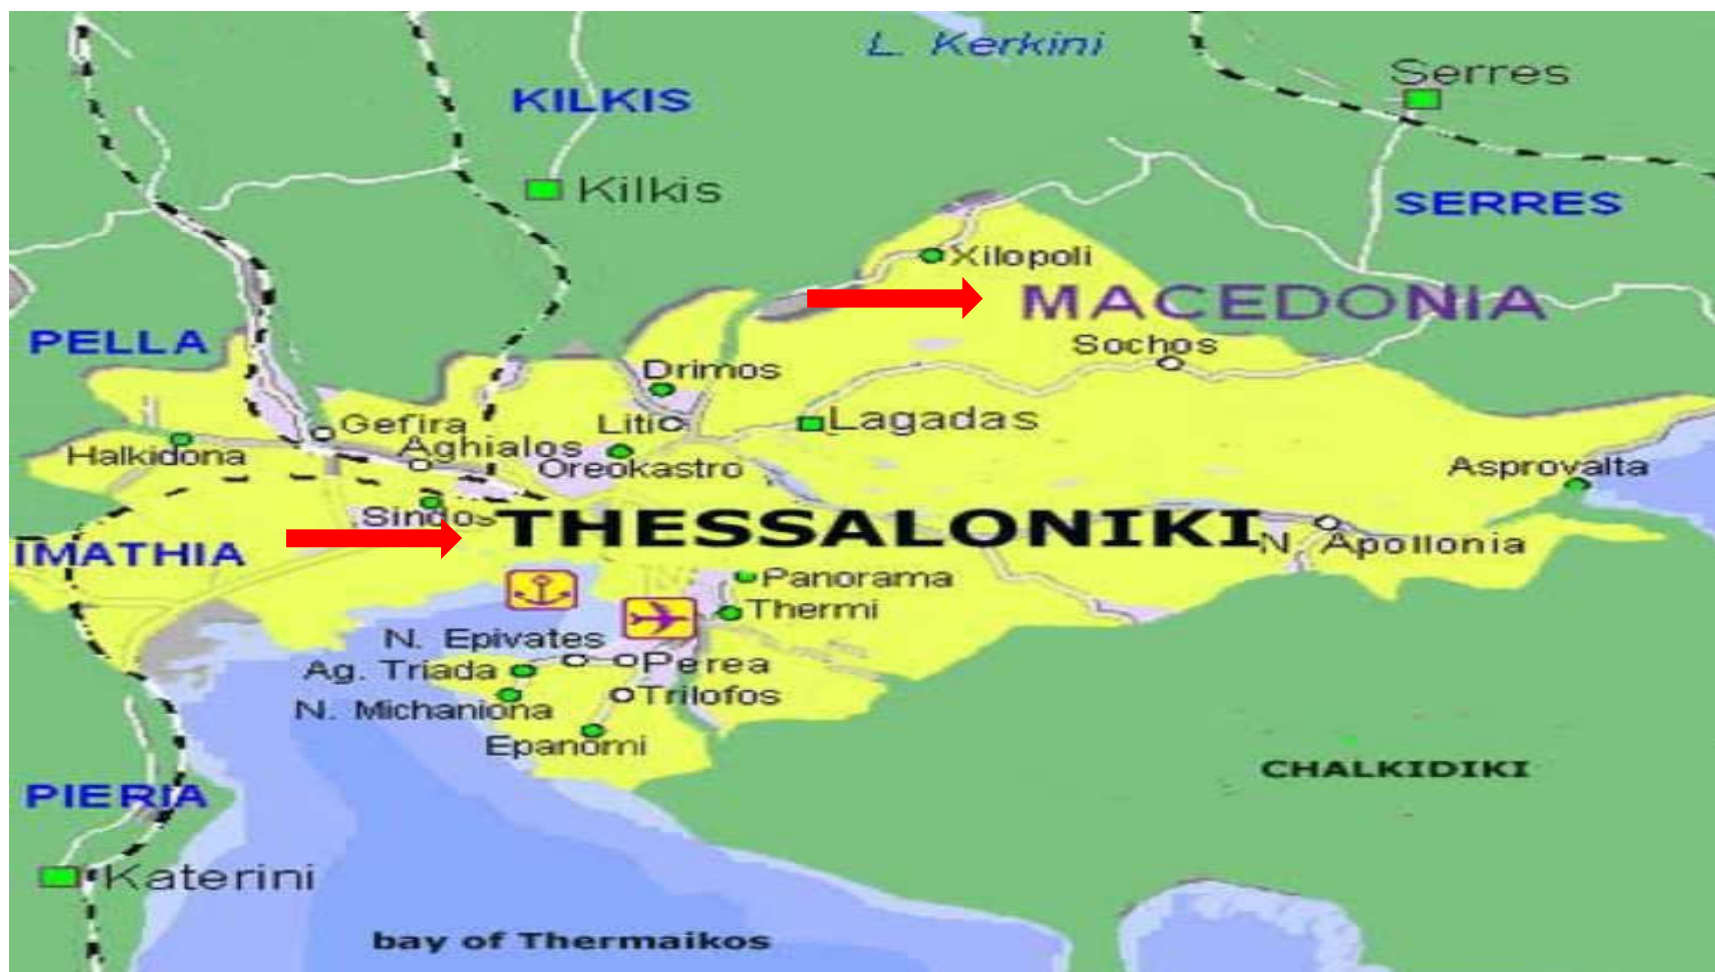 L. Kerkini
Serres
KILKIS
Kilkis
SERRES
Xilopoli
MACEDONIA
PELLA
Sochos
Drimos
Gefira
Liti
Lagadas
Halkidona
Aghialos
Oreokastro
Asprovalta
Sindos
THESSALONIKI
IMATHIA
N. Apollonia
Panorama
Thermi
N. Epivates
Ag. Triada
Perea
Trilofos
N. Michaniona
Epanomi
CHALKIDIKI
PIERIA
Katerini
bay of Thermaikos